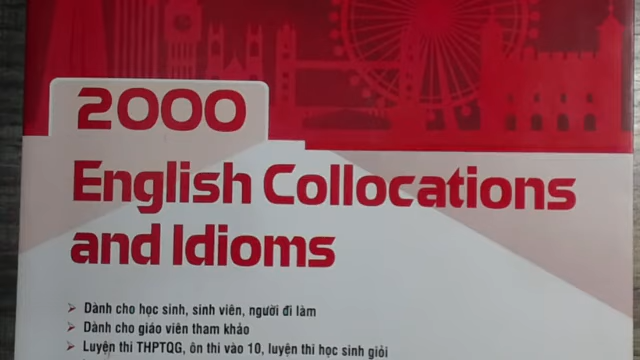 2000
English Collocations
and Idioms
➢ Dành cho học sinh, sinh viên, người đi làm
➢ Dành cho giáo viên tham khảo
➢ Luyện thi THPTQG, ôn thi vào 10, luyện thi học sinh giỏi